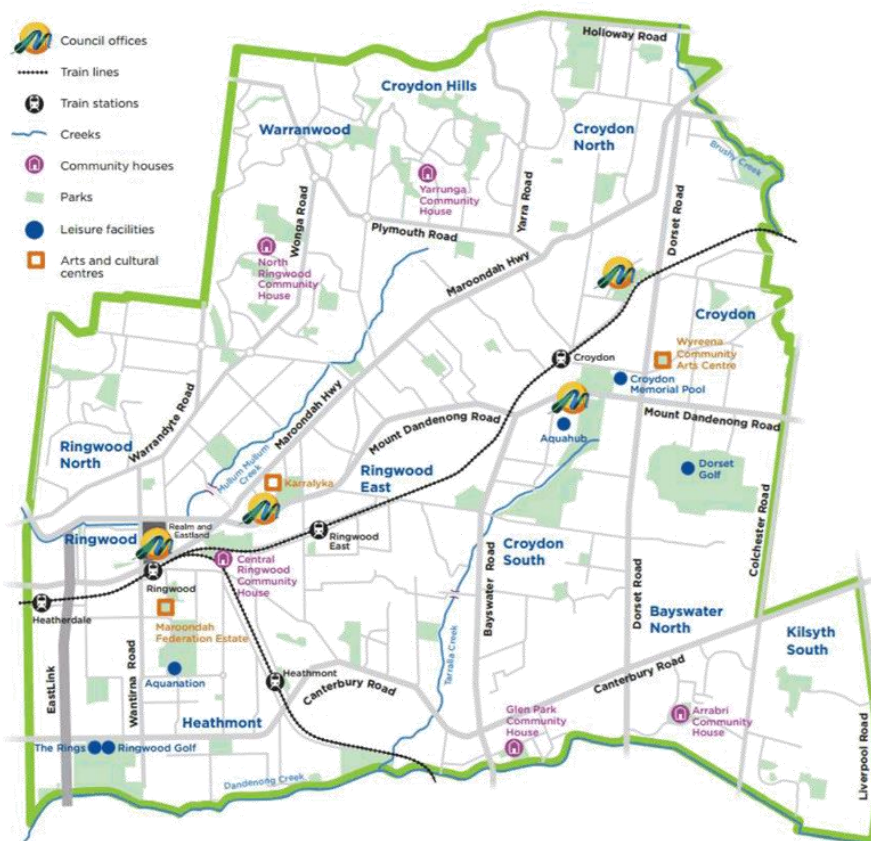 Council offices
Train lines
Train stations
Creeks
Community houses
Parks
Leisure facilities
Arts and cultural
centres
Holloway Road
Croydon Hills
Warranwood
Croydon
North
Brushy Creek
Yarrunga
Community
House
Yarra Road
Dorset Road
Wonga Road
Plymouth Road
North
Ringwood
Community
House
Maroondah Hwy
Croydon
Wyreena
Community
Arts Centre
Croydon
Croydon
Memorial Pool
Warrandyte Road
Maroondah Hwy
Mount Dandenong Road
Mount Dandenong Road
Aquahub
Ringwood
North
Mullum Mullum
Creek
Karralyka
Ringwood
East
Dorset
Golf
Colchester Road
Realm and
Eastland
Ringwood
Ringwood
East
Croydon
South
Central
Ringwood
Community
House
Ringwood
Heatherdale
Bayswater Road
Dorset Road
Bayswater
North
Kilsyth
South
Maroondah
Federation Estate
EastLink
Wantirna Road
Aquanation
Heathmont
Tarralla Creek
Canterbury Road
Canterbury Road
Heathmont
Glen Park
Community
House
Arrabri
Community
House
Liverpool Road
The Rings
Ringwood Golf
Dandenong Creek